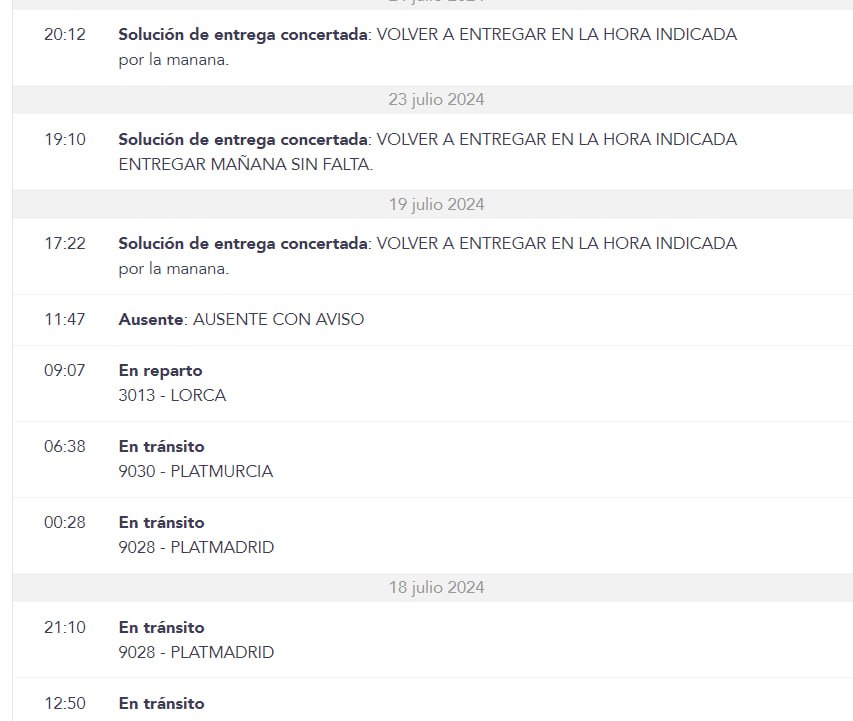 20:12 Solución de entrega concertada: VOLVER A ENTREGAR EN LA HORA INDICADA
por la manana.
23 julio 2024
19:10 Solución de entrega concertada: VOLVER A ENTREGAR EN LA HORA INDICADA
ENTREGAR MAÑANA SIN FALTA.
19 julio 2024
17:22 Solución de entrega concertada: VOLVER A ENTREGAR EN LA HORA INDICADA
por la manana.
11:47 Ausente: AUSENTE CON AVISO
09:07 En reparto
3013 - LORCA
06:38 En tránsito
9030 - PLATMURCIA
00:28 En tránsito
9028 - PLATMADRID
18 julio 2024
21:10 En tránsito
9028 - PLATMADRID
12:50 En tránsito